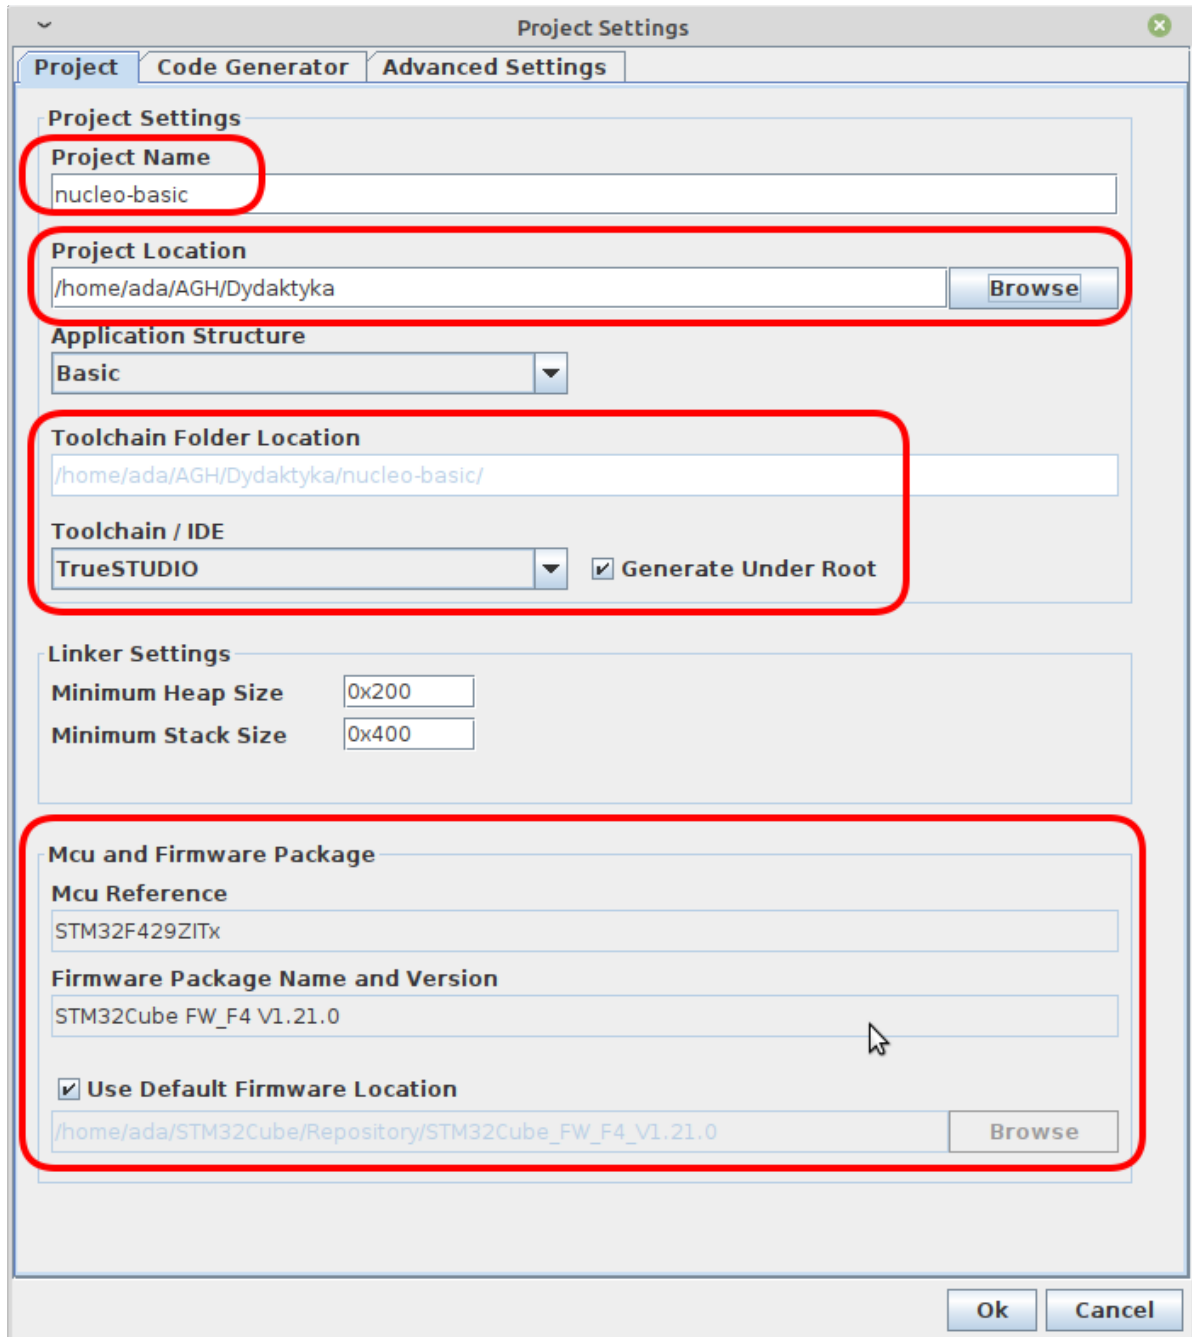 Project Settings
Project Code Generator Advanced Settings
Project Settings
Project Name
nucleo-basic
Project Location
/home/ada/AGH/Dydaktyka Browse
Application Structure
Basic
Toolchain Folder Location
/home/ada/AGH/Dydaktyka/nucleo-basic/
Toolchain / IDE
TrueSTUDIO Generate Under Root
Linker Settings
Minimum Heap Size 0x200
Minimum Stack Size 0x400
Mcu and Firmware Package
Mcu Reference
STM32F429ZITx
Firmware Package Name and Version
STM32Cube FW_F4 V1.21.0
Use Default Firmware Location
/home/ada/STM32Cube/Repository/STM32Cube_FW_F4_V1.21.0 Browse
Ok Cancel